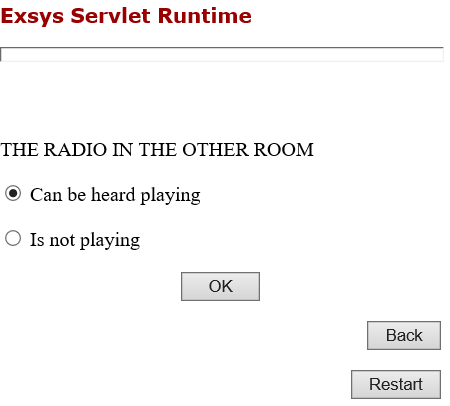 Exsys Servlet Runtime
THE RADIO IN THE OTHER ROOM
Can be heard playing
Is not playing
OK
Back
Restart